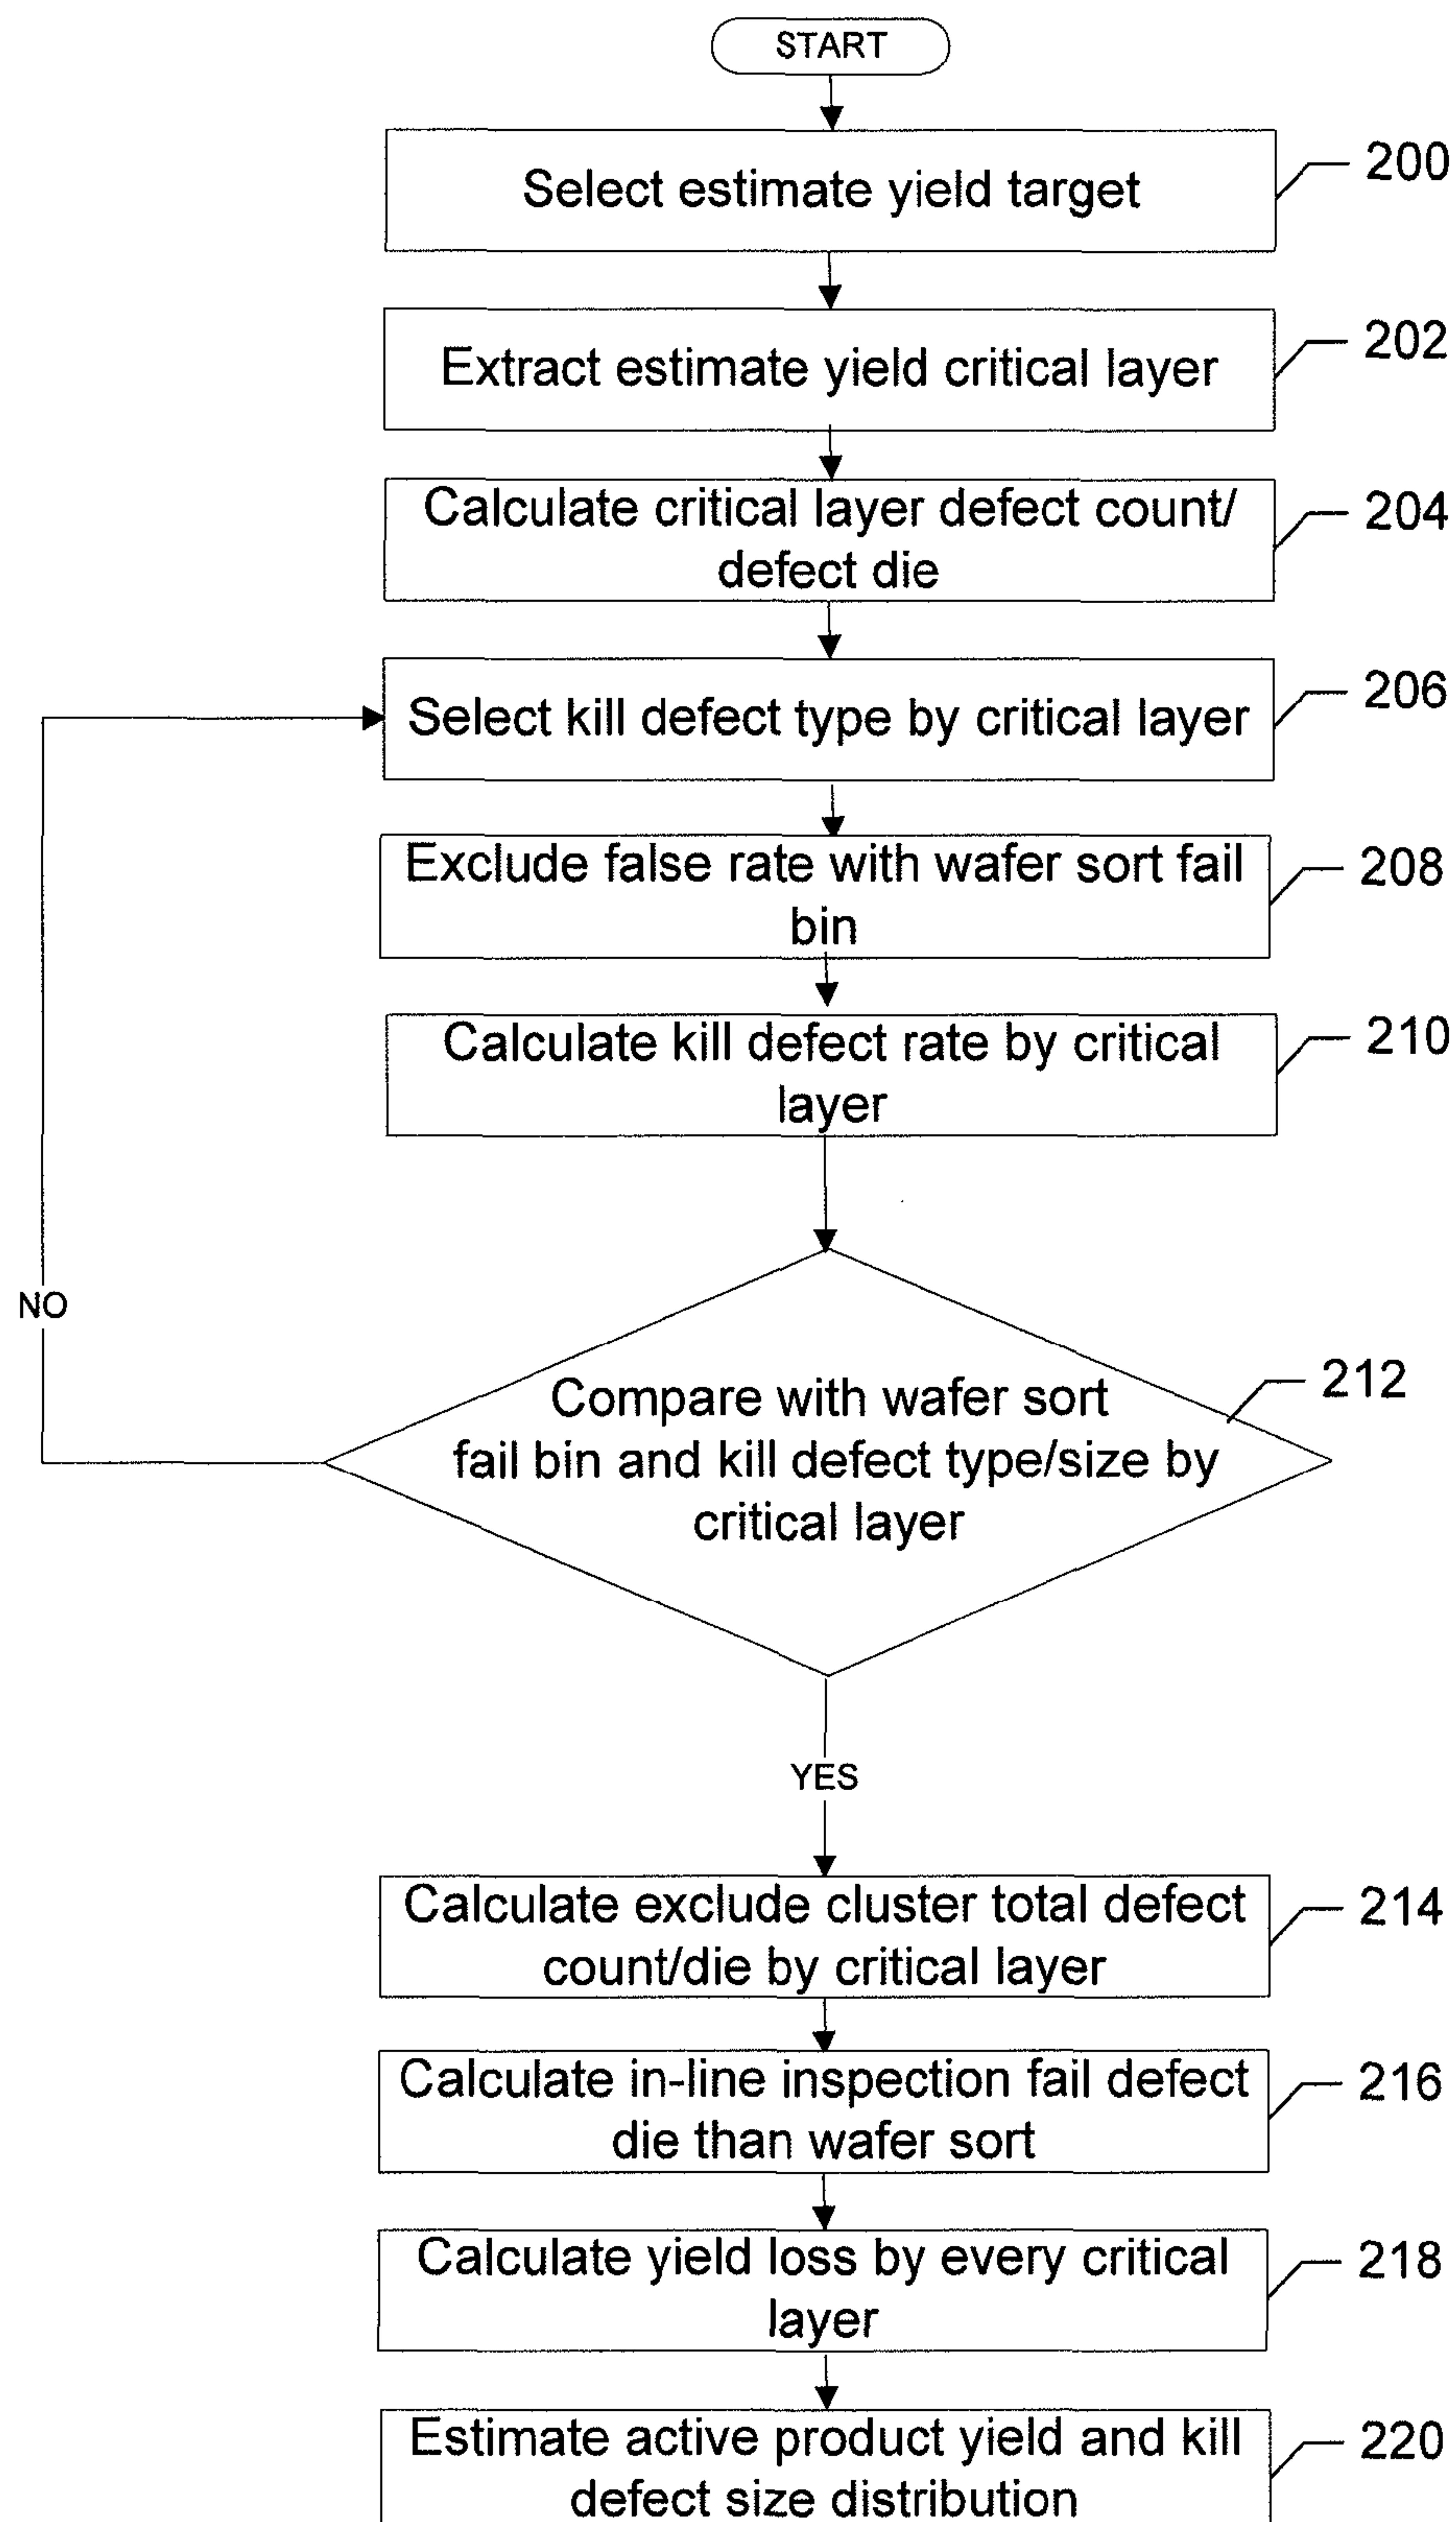 START
Select estimate yield target
200
Extract estimate yield critical layer
202
Calculate critical layer defect count/
defect die
204
Select kill defect type by critical layer
206
Exclude false rate with wafer sort fail
bin
208
Calculate kill defect rate by critical
layer
210
NO
Compare with wafer sort
fail bin and kill defect type/size by
critical layer
212
YES
Calculate exclude cluster total defect
count/die by critical layer
214
Calculate in-line inspection fail defect
die than wafer sort
216
Calculate yield loss by every critical
layer
218
Estimate active product yield and kill
defect size distribution
220